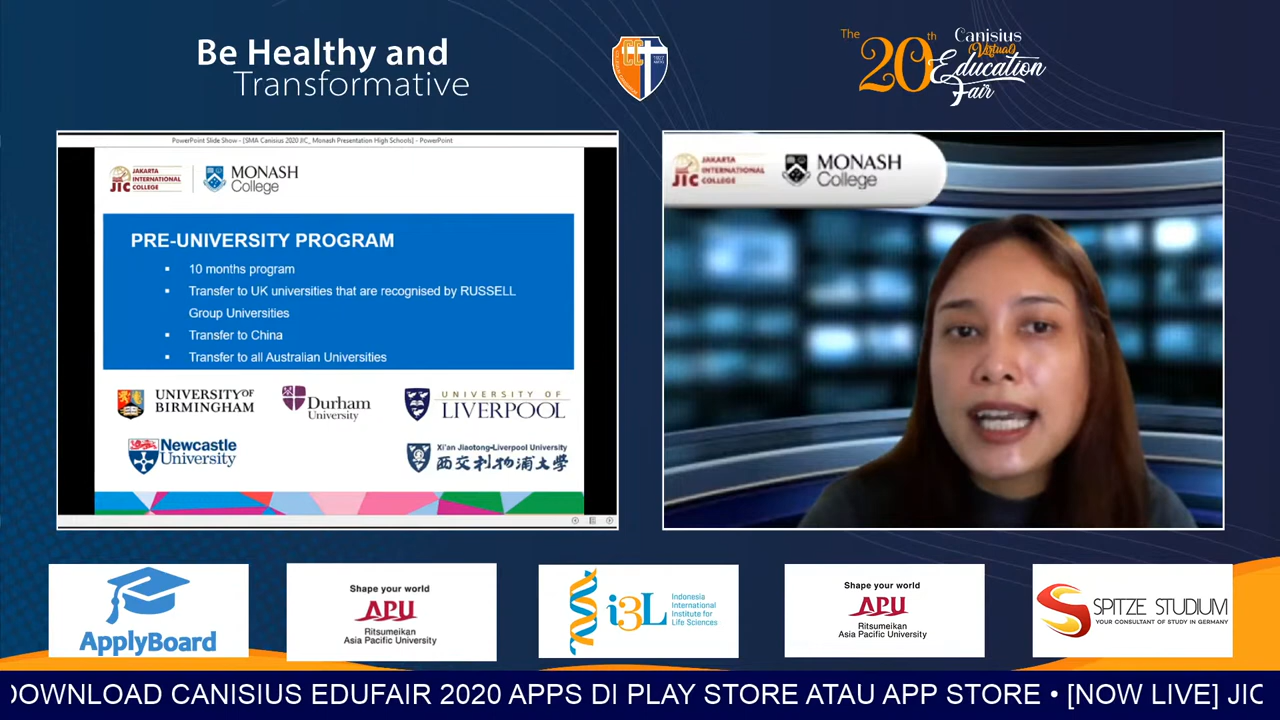 Be Healthy and
Transformative
CC
The 20th Canisius
(Virtual)
Education
Fair
PowerPoint Slide Show - [SMA Canisius 2020 JIC_ Monash Presentation High Schools] - PowerPoint
JIC JAKARTA
INTERNATIONAL
COLLEGE
MONASH
College
PRE-UNIVERSITY PROGRAM
▪ 10 months program
▪ Transfer to UK universities that are recognised by RUSSELL
Group Universities
▪ Transfer to China
▪ Transfer to all Australian Universities
UNIVERSITY OF
BIRMINGHAM
Durham
University
UNIVERSITY OF
LIVERPOOL
Newcastle
University
Xi'an Jiaotong-Liverpool University
西交利物浦大学
JIC JAKARTA
INTERNATIONAL
COLLEGE
MONASH
College
ApplyBoard
Shape your world
APU
Ritsumeikan
Asia Pacific University
i3L Indonesia
International
Institute for
Life Sciences
Shape your world
APU
Ritsumeikan
Asia Pacific University
SPITZE STUDIUM
YOUR CONSULTANT OF STUDY IN GERMANY
DOWNLOAD CANISIUS EDUFAIR 2020 APPS DI PLAY STORE ATAU APP STORE • [NOW LIVE] JIC